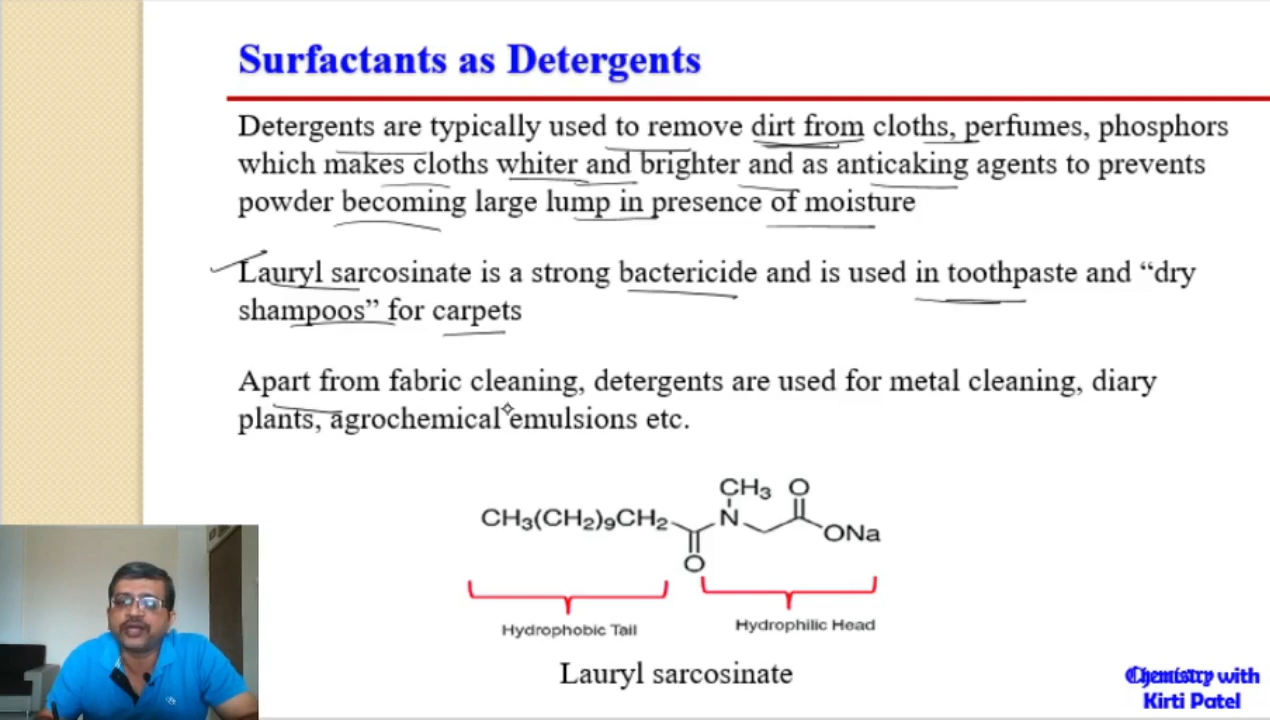 Surfactants as Detergents
Detergents are typically used to remove dirt from cloths, perfumes, phosphors
which makes cloths whiter and brighter and as anticaking agents to prevents
powder becoming large lump in presence of moisture
Lauryl sarcosinate is a strong bactericide and is used in toothpaste and “dry
shampoos” for carpets
Apart from fabric cleaning, detergents are used for metal cleaning, diary
plants, agrochemical emulsions etc.
CH₃ O
CH₃(CH₂)₉CH₂ N ONa
O
Hydrophobic Tail Hydrophilic Head
Lauryl sarcosinate
Chemistry with
Kirti Patel